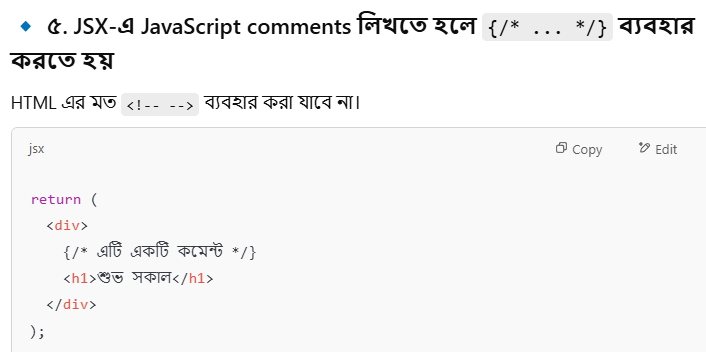 🔹 ৫. JSX-এ JavaScript comments লিখতে হলে {/* ... */} ব্যবহার
করতে হয়
HTML এর মত <!-- --> ব্যবহার করা যাবে না।
jsx Copy Edit
return (
  <div>
    {/* এটি একটি কমেন্ট */}
    <h1>শুভ সকাল</h1>
  </div>
);